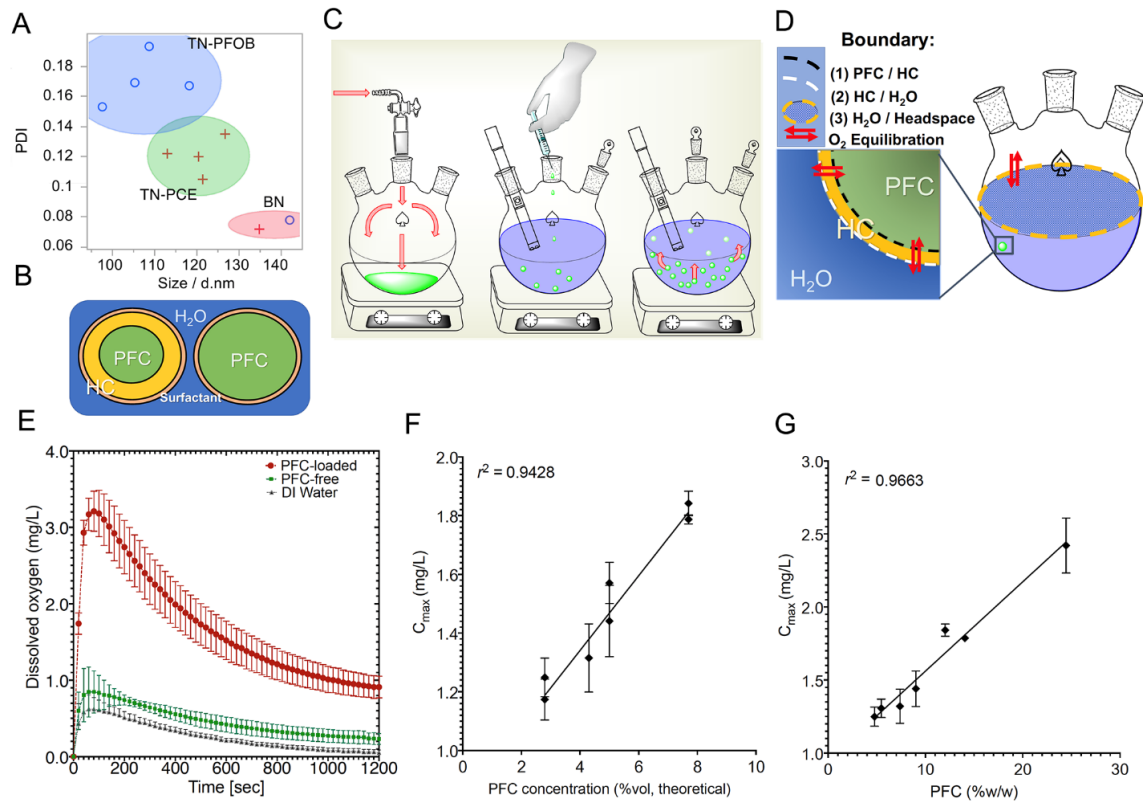 A
TN-PFOB
0.18
0.16
0.14
0.12
0.1
0.08
0.06
PDI
TN-PCE
BN
100
110
120
130
140
Size / d.nm
B
H2O
PFC
HC
Surfactant
PFC
C
D
Boundary:
(1) PFC / HC
(2) HC / H2O
(3) H2O / Headspace
O2 Equilibration
PFC
HC
H2O
E
4.0
3.0
2.0
1.0
0.0
Dissolved oxygen (mg/L)
PFC-loaded
PFC-free
DI Water
0
200
400
600
800
1000
1200
Time [sec]
F
r² = 0.9428
2.0
1.8
1.6
1.4
1.2
1.0
Cmax (mg/L)
0
2
4
6
8
10
PFC concentration (%vol, theoretical)
G
r² = 0.9663
3.0
2.5
2.0
1.5
1.0
Cmax (mg/L)
0
10
20
30
PFC (%w/w)